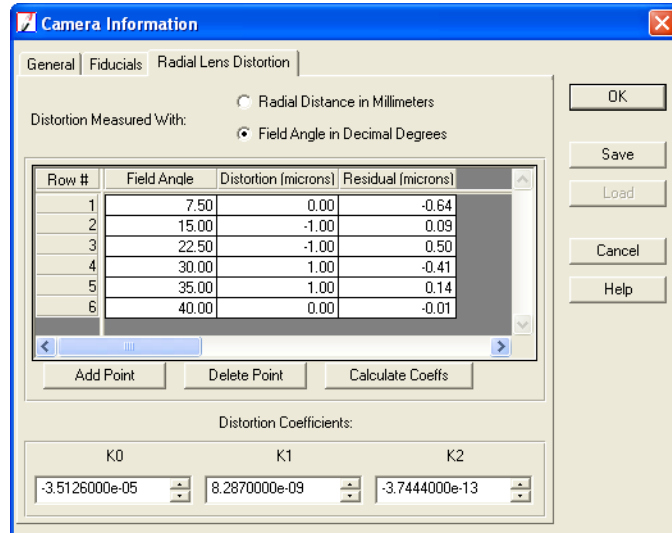 Camera Information
General Fiducials Radial Lens Distortion
Distortion Measured With:
Radial Distance in Millimeters
Field Angle in Decimal Degrees
Row # Field Angle Distortion (microns) Residual (microns)
1 7.50 0.00 -0.64
2 15.00 -1.00 0.09
3 22.50 -1.00 0.50
4 30.00 1.00 -0.41
5 35.00 1.00 0.14
6 40.00 0.00 -0.01
Add Point Delete Point Calculate Coeffs
Distortion Coefficients:
K0 K1 K2
-3.5126000e-05 8.2870000e-09 -3.7444000e-13
OK
Save
Load
Cancel
Help